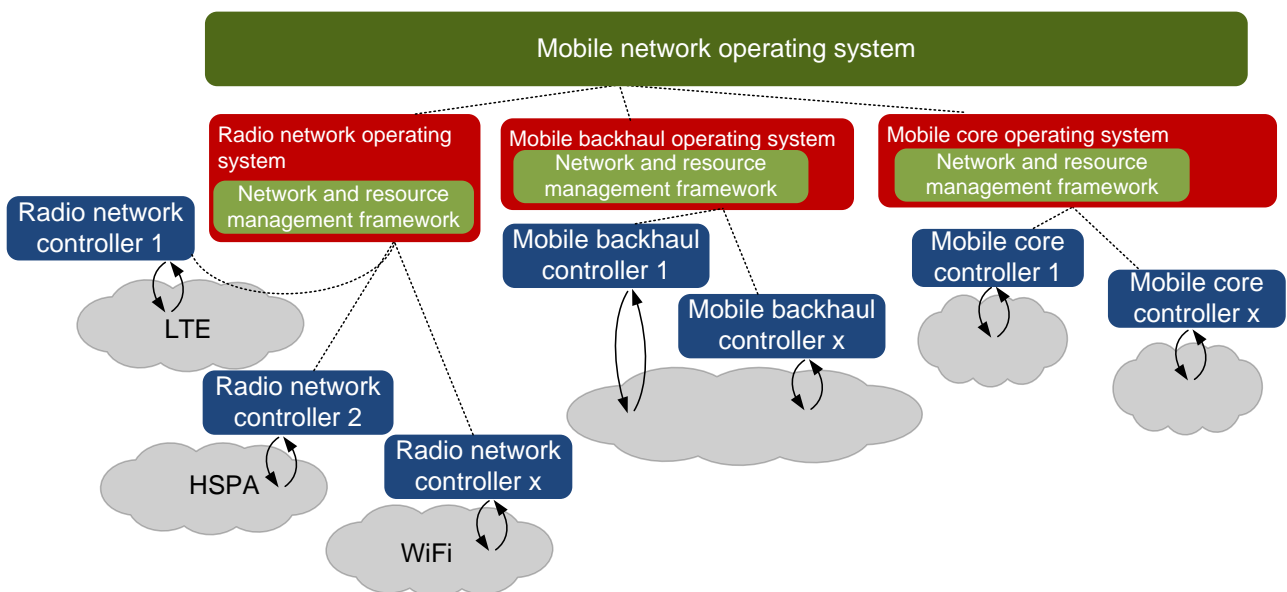 Mobile network operating system
Radio network operating
system
Network and resource
management framework
Mobile backhaul operating system
Network and resource
management framework
Mobile core operating system
Network and resource
management framework
Radio network
controller 1
LTE
Radio network
controller 2
HSPA
Radio network
controller x
WiFi
Mobile backhaul
controller 1
Mobile backhaul
controller x
Mobile core
controller 1
Mobile core
controller x